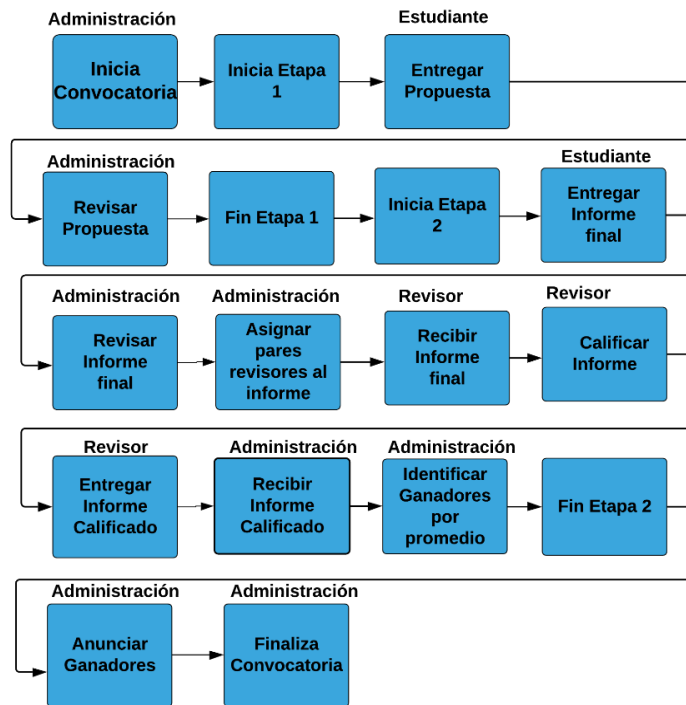 Administración
Estudiante
Inicia
Convocatoria
Inicia Etapa
1
Entregar
Propuesta
Administración
Estudiante
Revisar
Propuesta
Fin Etapa 1
Inicia Etapa
2
Entregar
Informe
final
Administración
Administración
Revisor
Revisor
Revisar
Informe
final
Asignar
pares
revisores al
informe
Recibir
Informe
final
Calificar
Informe
Revisor
Administración
Administración
Entregar
Informe
Calificado
Recibir
Informe
Calificado
Identificar
Ganadores
por
promedio
Fin Etapa 2
Administración
Administración
Anunciar
Ganadores
Finaliza
Convocatoria